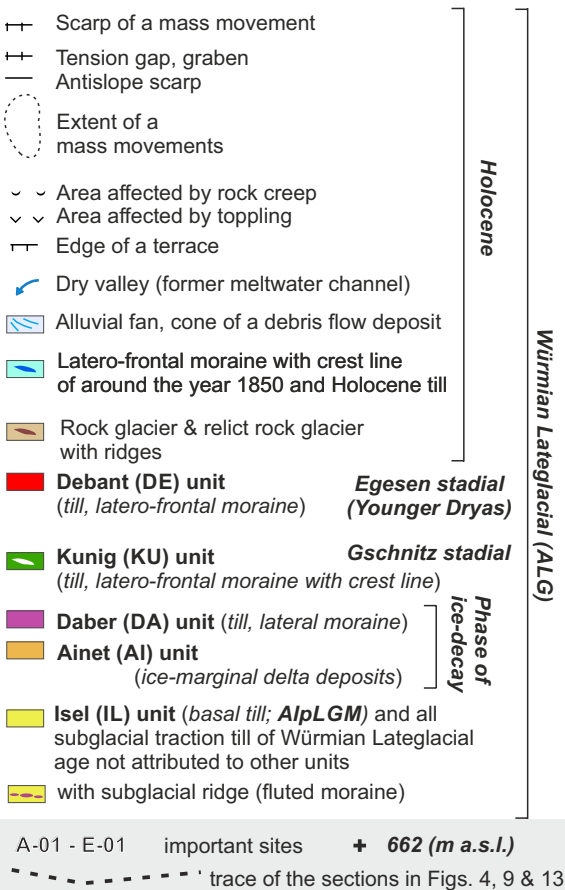 Scarp of a mass movement
Tension gap, graben
Antislope scarp
Extent of a
mass movements
Area affected by rock creep
Area affected by toppling
Edge of a terrace
Dry valley (former meltwater channel)
Alluvial fan, cone of a debris flow deposit
Latero-frontal moraine with crest line
of around the year 1850 and Holocene till
Rock glacier & relict rock glacier
with ridges
Holocene
Debant (DE) unit
(till, latero-frontal moraine)
Egesen stadial
(Younger Dryas)
Kunig (KU) unit
(till, latero-frontal moraine with crest line)
Gschnitz stadial
Daber (DA) unit (till, lateral moraine)
Ainet (AI) unit
(ice-marginal delta deposits)
Phase of
ice-decay
Isel (IL) unit (basal till; AlpLGM) and all
subglacial traction till of Würmian Lateglacial
age not attributed to other units
with subglacial ridge (fluted moraine)
Würmian Lateglacial (ALG)
A-01 - E-01 important sites + 662 (m a.s.l.)
trace of the sections in Figs. 4, 9 & 13